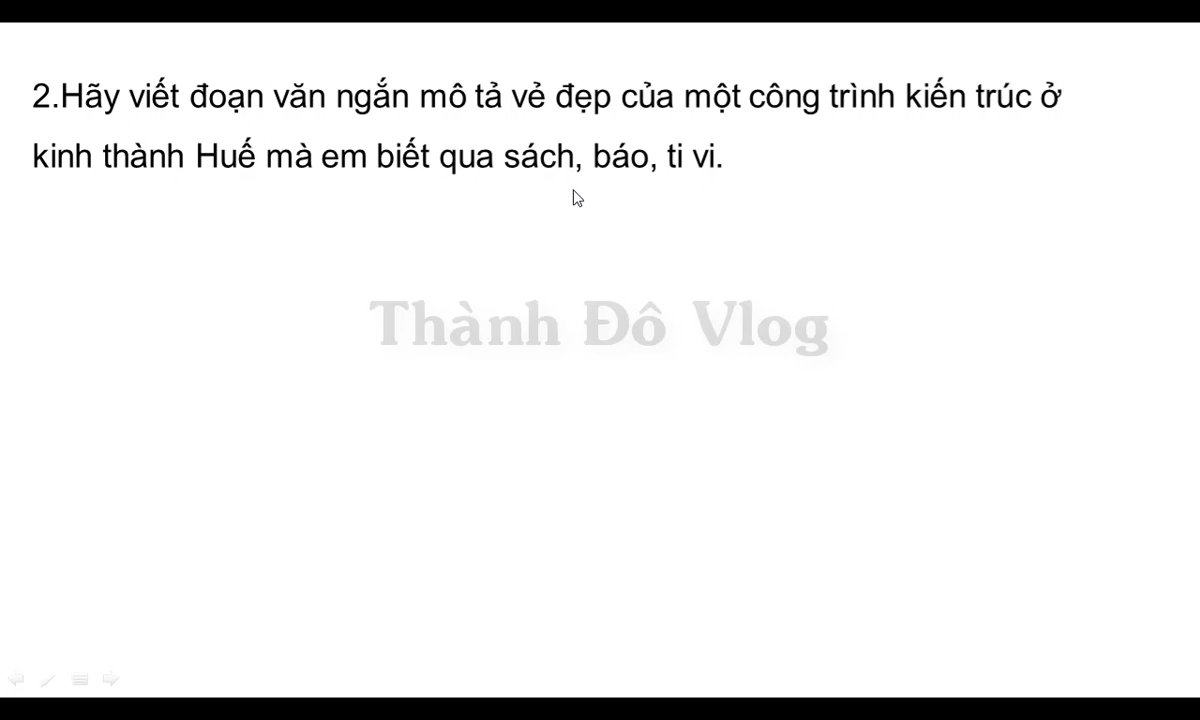 2.Hãy viết đoạn văn ngắn mô tả vẻ đẹp của một công trình kiến trúc ở
kinh thành Huế mà em biết qua sách, báo, ti vi.
Thành Đô Vlog